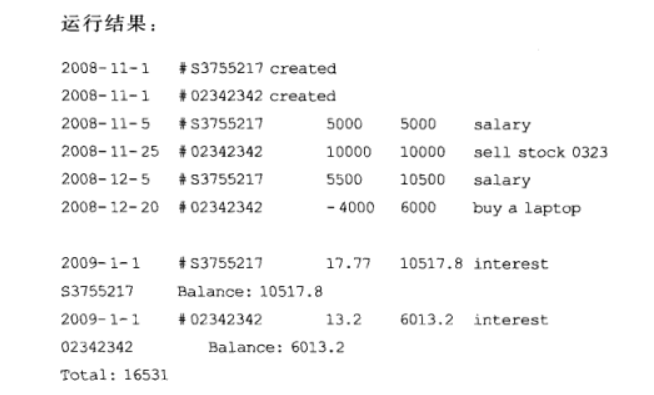 运行结果：
2008-11-1 #S3755217 created
2008-11-1 #02342342 created
2008-11-5 #S3755217 5000 5000 salary
2008-11-25 #02342342 10000 10000 sell stock 0323
2008-12-5 #S3755217 5500 10500 salary
2008-12-20 #02342342 -4000 6000 buy a laptop
2009-1-1 #S3755217 17.77 10517.8 interest
S3755217 Balance: 10517.8
2009-1-1 #02342342 13.2 6013.2 interest
02342342 Balance: 6013.2
Total: 16531